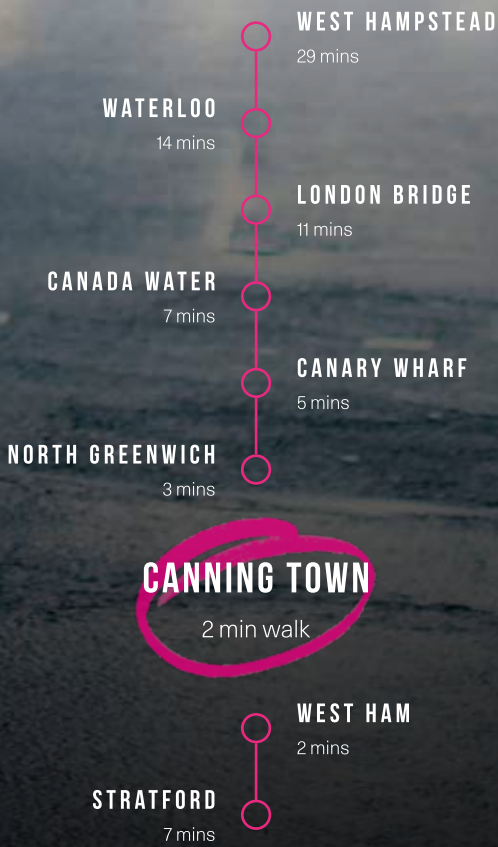 WEST HAMPSTEAD
29 mins
WATERLOO
14 mins
LONDON BRIDGE
11 mins
CANADA WATER
7 mins
CANARY WHARF
5 mins
NORTH GREENWICH
3 mins
CANNING TOWN
2 min walk
WEST HAM
2 mins
STRATFORD
7 mins